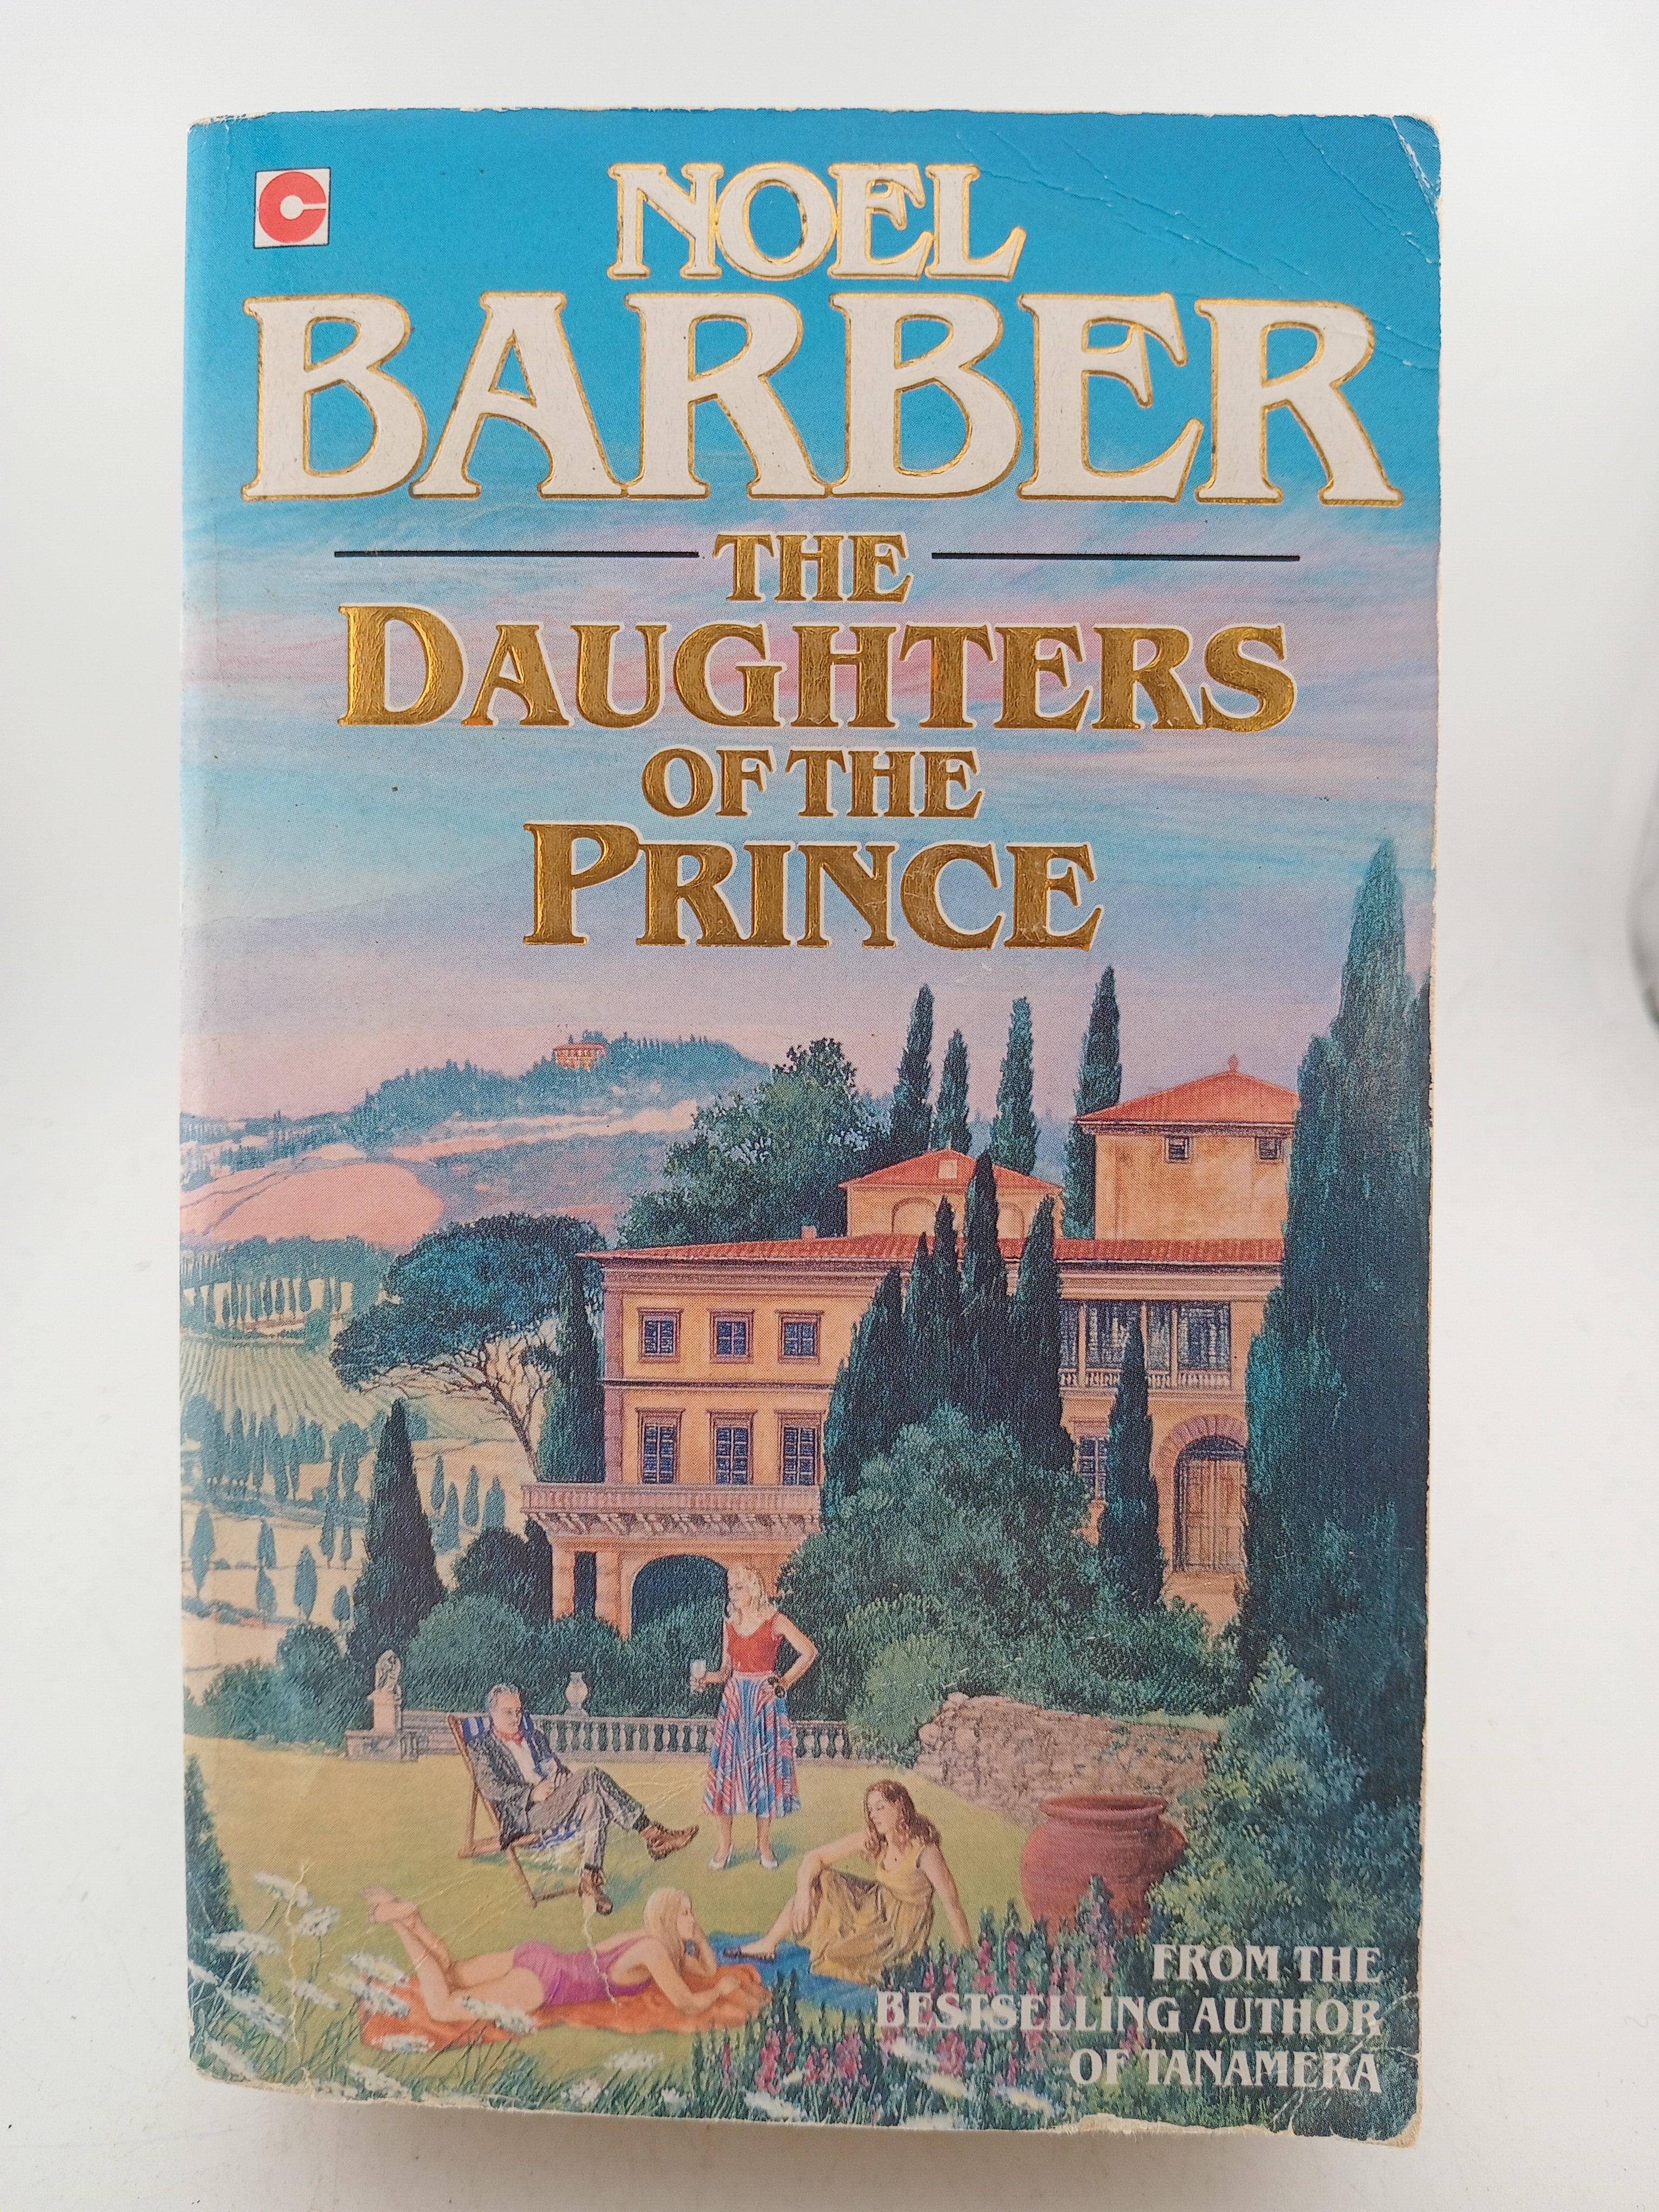 NOEL
BARBER
THE
DAUGHTERS
OF THE
PRINCE
FROM THE
BESTSELLING AUTHOR
OF TANAMERA